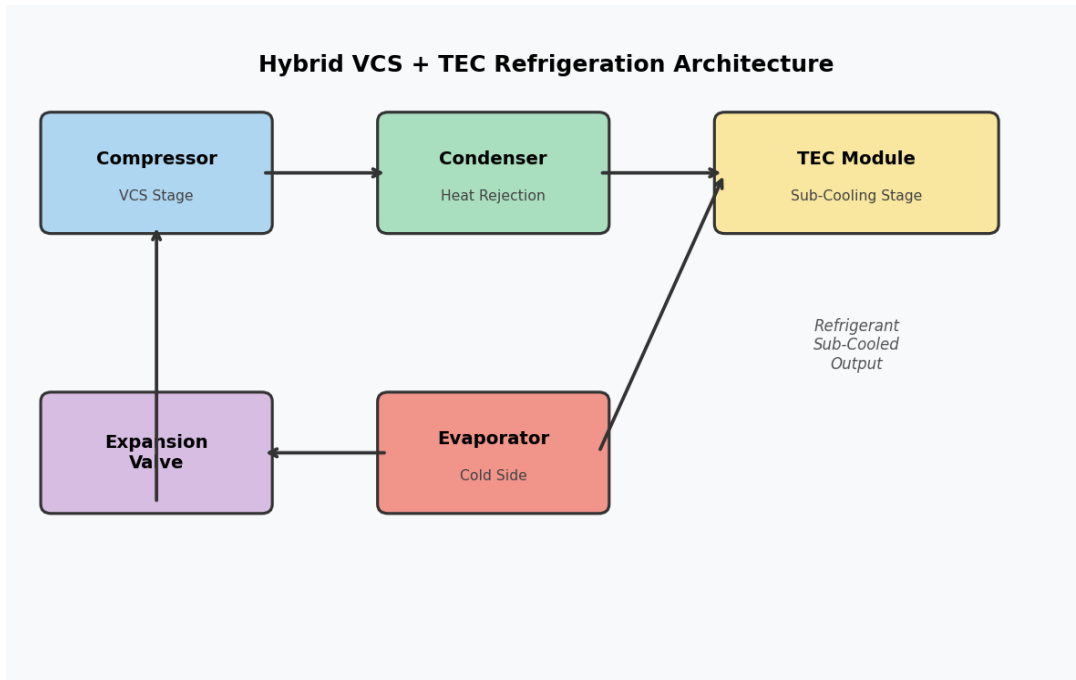 Hybrid VCS + TEC Refrigeration Architecture
Compressor
VCS Stage
Condenser
Heat Rejection
TEC Module
Sub-Cooling Stage
Refrigerant
Sub-Cooled
Output
Expansion
Valve
Evaporator
Cold Side